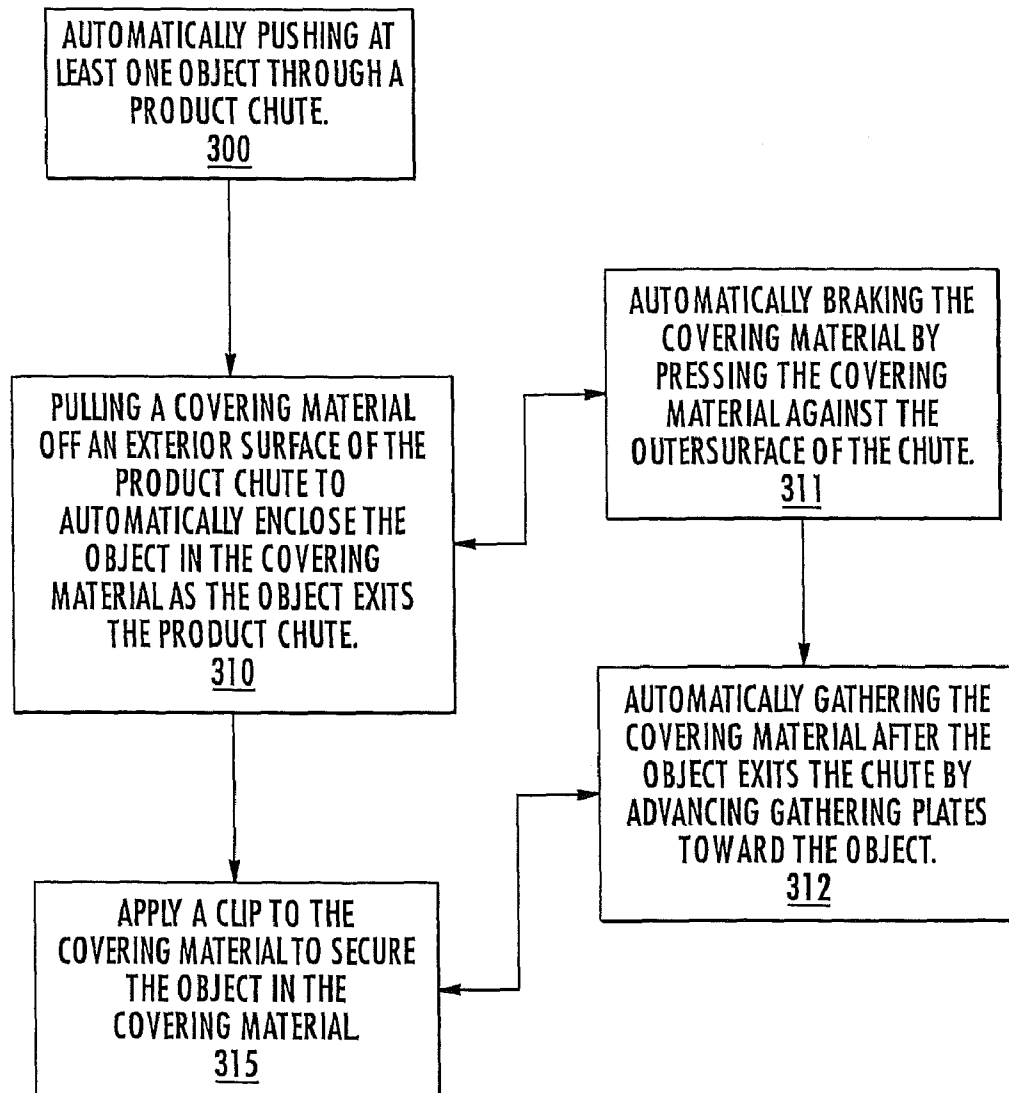 AUTOMATICALLY PUSHING AT
LEAST ONE OBJECT THROUGH A
PRODUCT CHUTE.
300
PULLING A COVERING MATERIAL
OFF AN EXTERIOR SURFACE OF THE
PRODUCT CHUTE TO
AUTOMATICALLY ENCLOSE THE
OBJECT IN THE COVERING
MATERIAL AS THE OBJECT EXITS
THE PRODUCT CHUTE.
310
AUTOMATICALLY BRAKING THE
COVERING MATERIAL BY
PRESSING THE COVERING
MATERIAL AGAINST THE
OUTERSURFACE OF THE CHUTE.
311
AUTOMATICALLY GATHERING THE
COVERING MATERIAL AFTER THE
OBJECT EXITS THE CHUTE BY
ADVANCING GATHERING PLATES
TOWARD THE OBJECT.
312
APPLY A CLIP TO THE
COVERING MATERIAL TO SECURE
THE OBJECT IN THE
COVERING MATERIAL
315